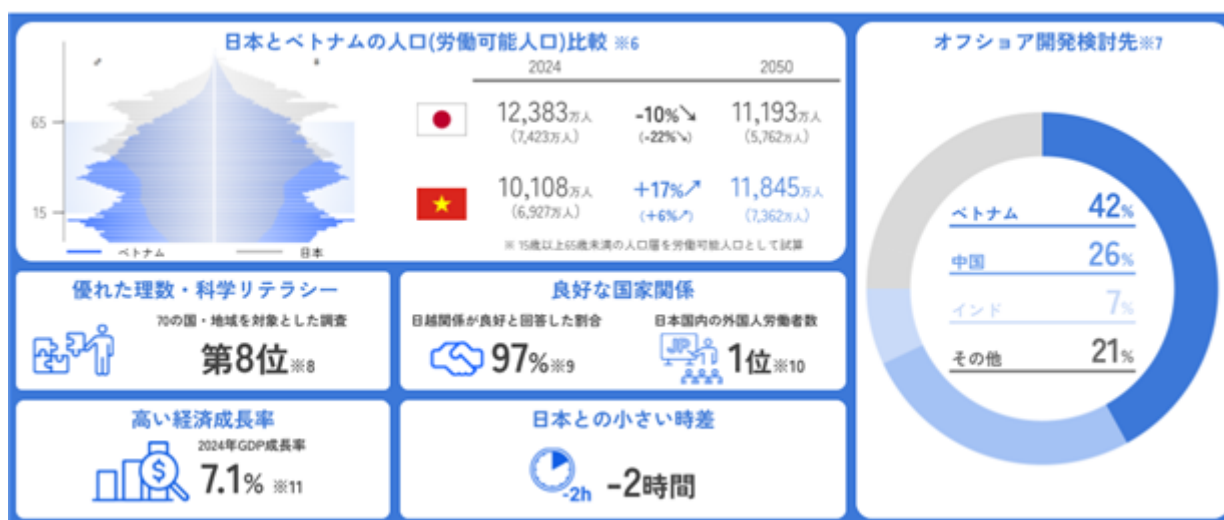 日本とベトナムの人口(労働可能人口)比較 ※6
2024
2050
12,383万人
-10%↘
11,193万人
(7,423万人)
(-22%↘)
(5,762万人)
10,108万人
+17%↗
11,845万人
(6,927万人)
(+6%↗)
(7,362万人)
※ 15歳以上65歳未満の人口層を労働可能人口として試算
65
15
ベトナム
日本
優れた理数・科学リテラシー
70の国・地域を対象とした調査
第8位※8
良好な国家関係
日越関係が良好と回答した割合
97%※9
日本国内の外国人労働者数
JP
1位※10
高い経済成長率
2024年GDP成長率
$
7.1% ※11
日本との小さい時差
-2h
-2時間
オフショア開発検討先※7
ベトナム 42%
中国 26%
インド 7%
その他 21%